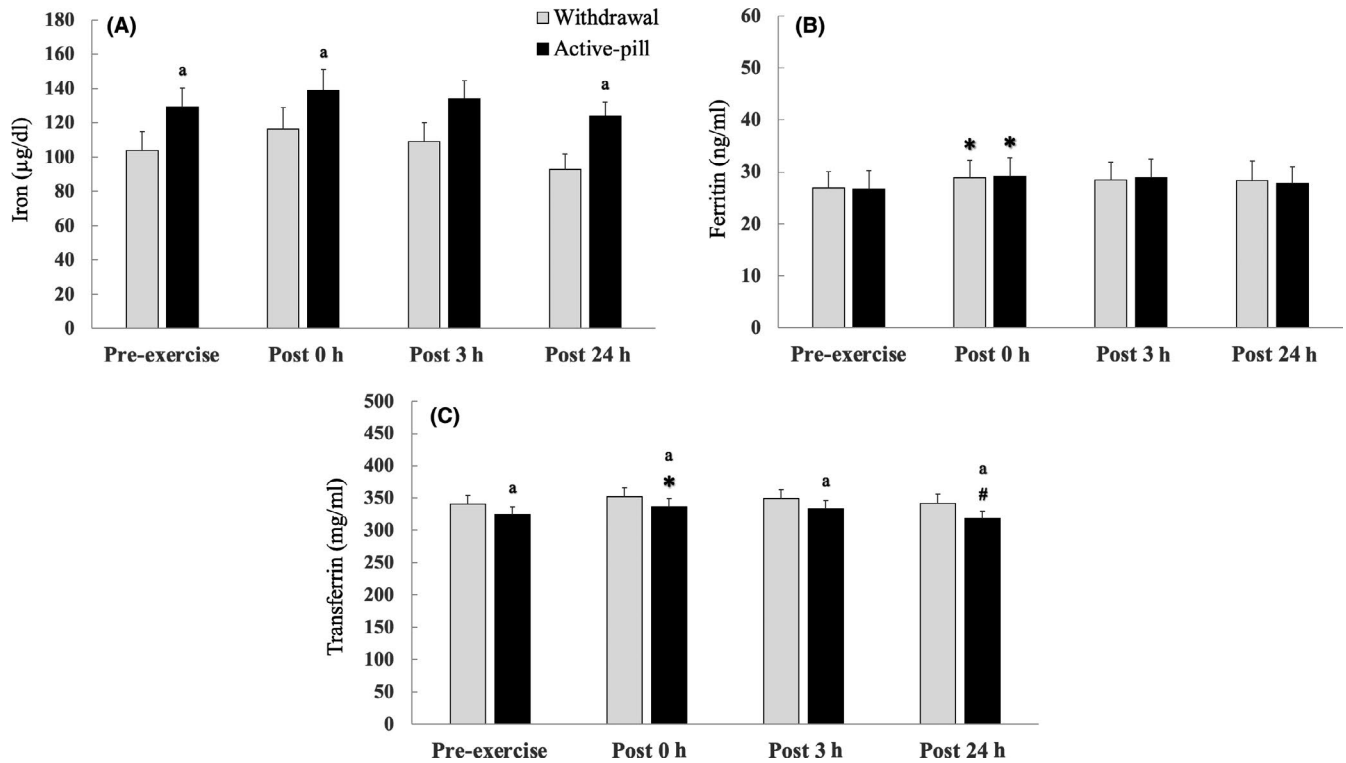 (A)
Withdrawal
Active-pill
Iron (µg/dl)
180
160
140
120
100
80
60
40
20
0
a
a
a
Pre-exercise
Post 0 h
Post 3 h
Post 24 h
(B)
Ferritin (ng/ml)
60
50
40
30
20
10
0
*
*
Pre-exercise
Post 0 h
Post 3 h
Post 24 h
(C)
Transferrin (mg/ml)
500
450
400
350
300
250
200
150
100
50
0
a
a
*
a
a
#
Pre-exercise
Post 0 h
Post 3 h
Post 24 h